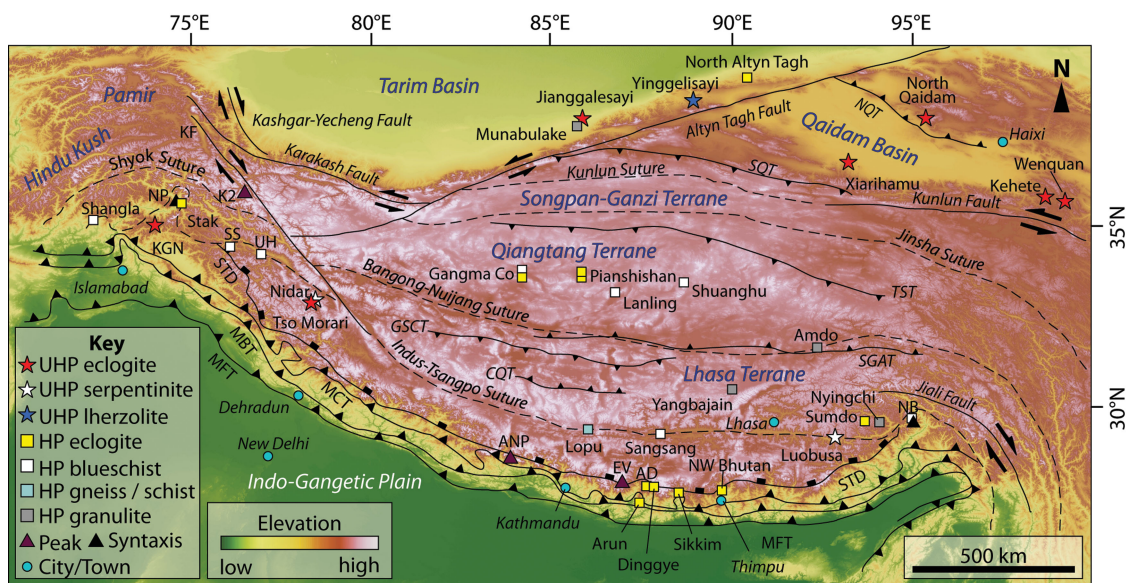 75°E
80°E
85°E
90°E
95°E
North Altyn Tagh
N
Pamir
Tarim Basin
Yinggelisayi
North
Qaidam
Jianggalesayi
NQT
Kashgar-Yecheng Fault
Munabulake
Altyn Tagh Fault
Haixi
KF
Qaidam Basin
Hindu Kush
Karakash Fault
Wenquan
Shyok Suture
Kunlun Suture
SQT
Xiarihamu
Kehete
NP
K2
Songpan-Ganzi Terrane
Kunlun Fault
Shangla
Stak
35°E
KGN
SS
UH
Qiangtang Terrane
Jinsha Suture
STD
Gangma Co
Pianshishan
Islamabad
Bangong-Nuijang Suture
Lanling
Shuanghu
TST
Nidar
Tso Morari
GSCT
Amdo
SGAT
Key
UHP eclogite
UHP serpentinite
UHP lherzolite
HP eclogite
HP blueschist
HP gneiss / schist
HP granulite
Peak
Syntaxis
City/Town
MBT
MFT
MCT
Indus-Tsangpo Suture
CQT
Lhasa Terrane
Jiali Fault
Yangbajain
Nyingchi
Sumdo
NB
30°E
Dehradun
Lhasa
New Delhi
ANP
Lopu
Sangsang
Luobusa
Indo-Gangetic Plain
EV
AD
NW Bhutan
STD
Elevation
low
high
Kathmandu
Arun
Sikkim
MFT
Dinggye
Thimpu
500 km